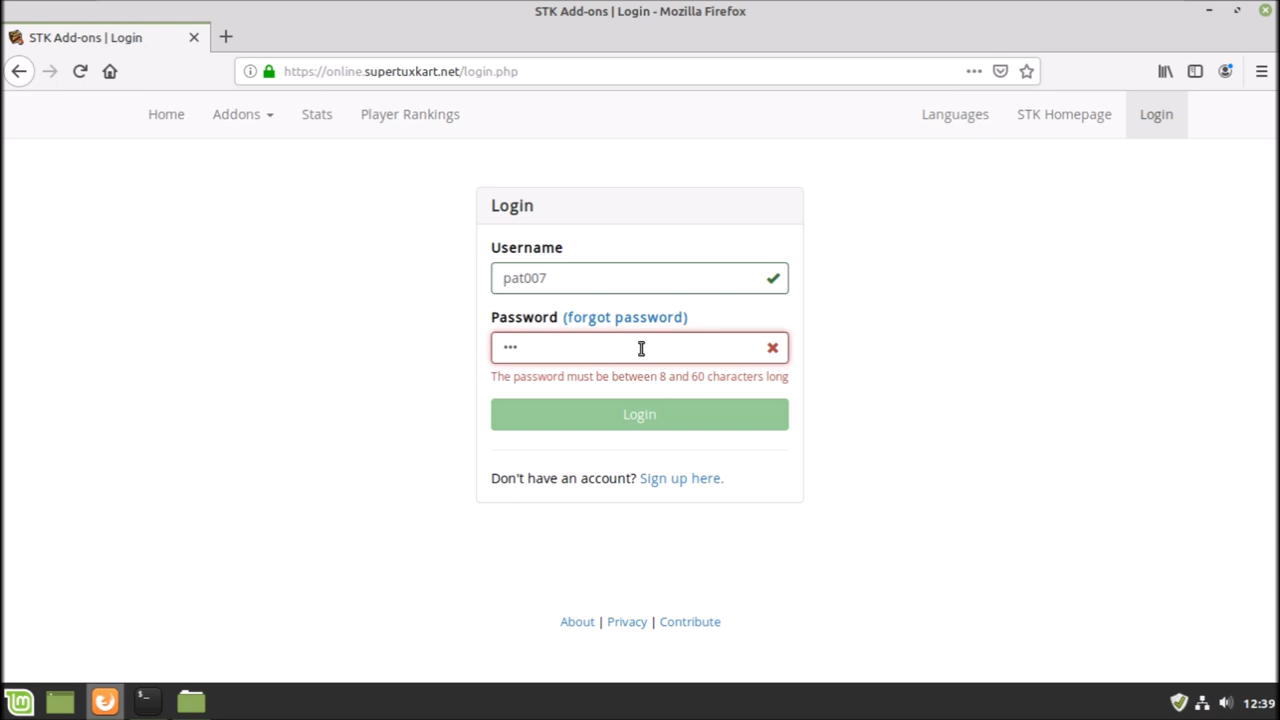 STK Add-ons | Login - Mozilla Firefox
STK Add-ons | Login
https://online.supertuxkart.net/login.php
Home Addons Stats Player Rankings Languages STK Homepage Login
Login
Username
pat007
Password (forgot password)
•••
The password must be between 8 and 60 characters long
Login
Don't have an account? Sign up here.
About | Privacy | Contribute
12:39